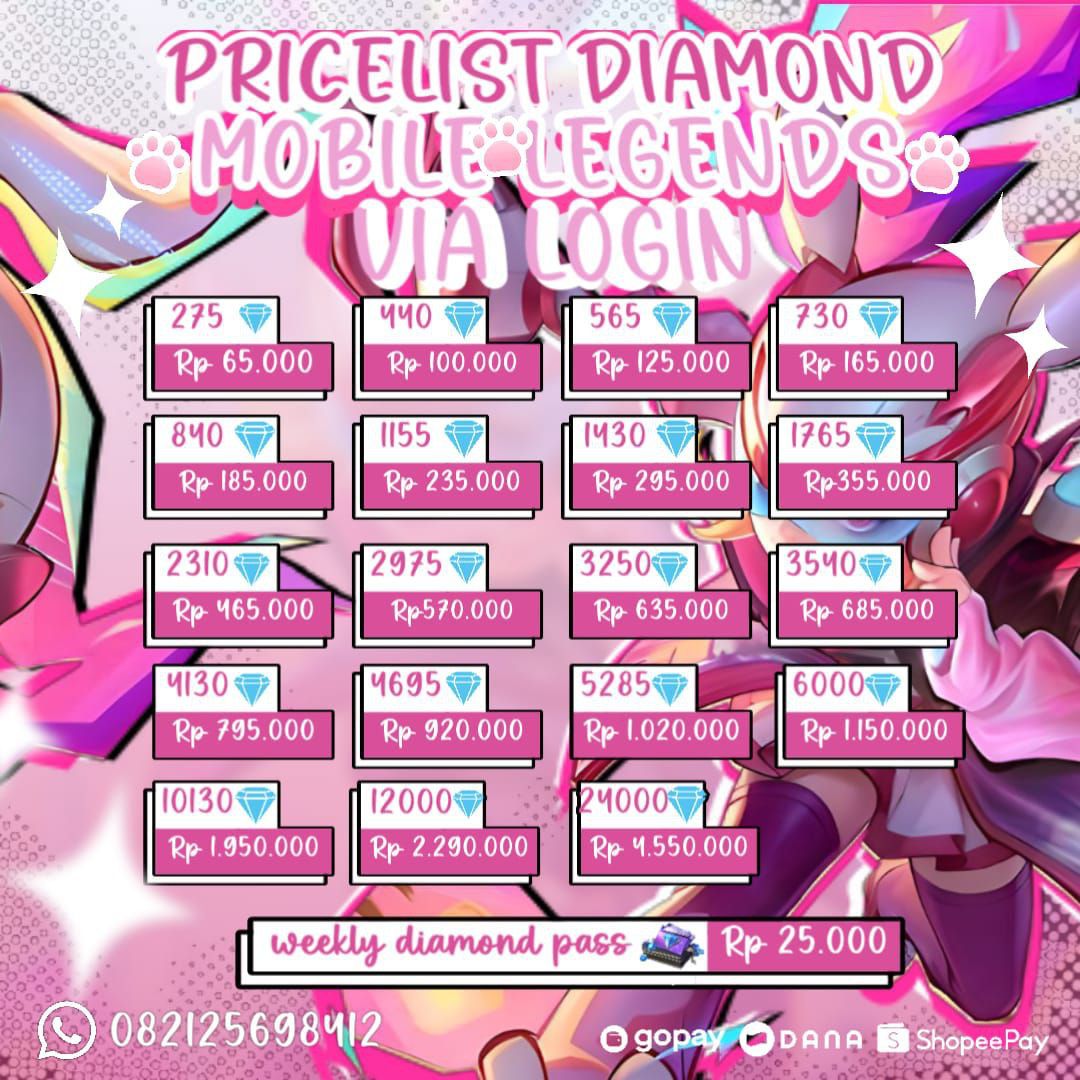 PRICELIST DIAMOND
MOBILE LEGENDS
VIA LOGIN
275 440 565 730
Rp 65.000 Rp 100.000 Rp 125.000 Rp 165.000
840 1155 1430 1765
Rp 185.000 Rp 235.000 Rp 295.000 Rp 355.000
2310 2975 3250 3540
Rp 465.000 Rp 570.000 Rp 635.000 Rp 685.000
4130 4695 5285 6000
Rp 795.000 Rp 920.000 Rp 1.020.000 Rp 1.150.000
10130 12000 24000
Rp 1.950.000 Rp 2.290.000 Rp 4.550.000
weekly diamond pass Rp 25.000
082125698412 gopay DANA S ShopeePay